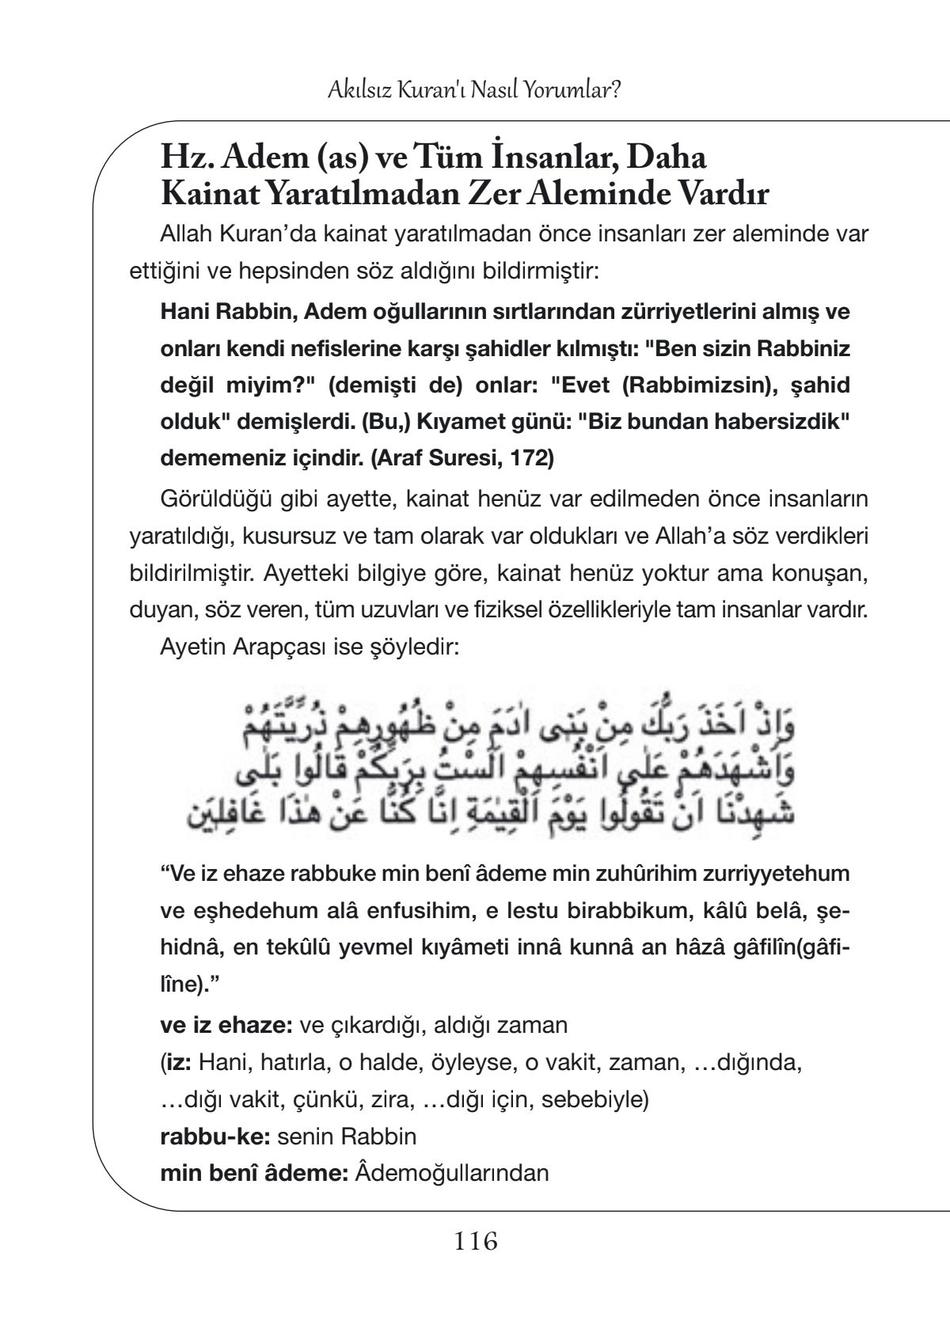 Akılsız Kuran'ı Nasıl Yorumlar?
Hz. Adem (as) ve Tüm İnsanlar, Daha
Kainat Yaratılmadan Zer Aleminde Vardır
Allah Kuran’da kainat yaratılmadan önce insanları zer aleminde var
ettiğini ve hepsinden söz aldığını bildirmiştir:
Hani Rabbin, Adem oğullarının sırtlarından zürriyetlerini almış ve
onları kendi nefislerine karşı şahidler kılmıştı: "Ben sizin Rabbiniz
değil miyim?" (demişti de) onlar: "Evet (Rabbimizsin), şahid
olduk" demişlerdi. (Bu,) Kıyamet günü: "Biz bundan habersizdik"
dememeniz içindir. (Araf Suresi, 172)
Görüldüğü gibi ayette, kainat henüz var edilmeden önce insanların
yaratıldığı, kusursuz ve tam olarak var oldukları ve Allah’a söz verdikleri
bildirilmiştir. Ayetteki bilgiye göre, kainat henüz yoktur ama konuşan,
duyan, söz veren, tüm uzuvları ve fiziksel özellikleriyle tam insanlar vardır.
Ayetin Arapçası ise şöyledir:
وَاِذْ اَخَذَ رَبُّكَ مِنْ بَنِى اٰدَمَ مِنْ ظُهُورِهِمْ ذُرِّيَّتَهُمْ
وَاَشْهَدَهُمْ عَلٰى اَنْفُسِهِمْ اَلَسْتُ بِرَبِّكُمْ قَالُوا بَلٰى
شَهِدْنَا اَنْ تَقُولُوا يَوْمَ الْقِيٰمَةِ اِنَّا كُنَّا عَنْ هٰذَا غَافِلِينَ
“Ve iz ehaze rabbuke min benî âdeme min zuhûrihim zurriyyetehum
ve eşhedehum alâ enfusihim, e lestu birabbikum, kâlû belâ, şe-
hidnâ, en tekûlû yevmel kıyâmeti innâ kunnâ an hâzâ gâfilîn(gâfi-
lîne).”
ve iz ehaze: ve çıkardığı, aldığı zaman
(iz: Hani, hatırla, o halde, öyleyse, o vakit, zaman, …dığında,
…dığı vakit, çünkü, zira, …dığı için, sebebiyle)
rabbu-ke: senin Rabbin
min benî âdeme: Âdemoğullarından
116